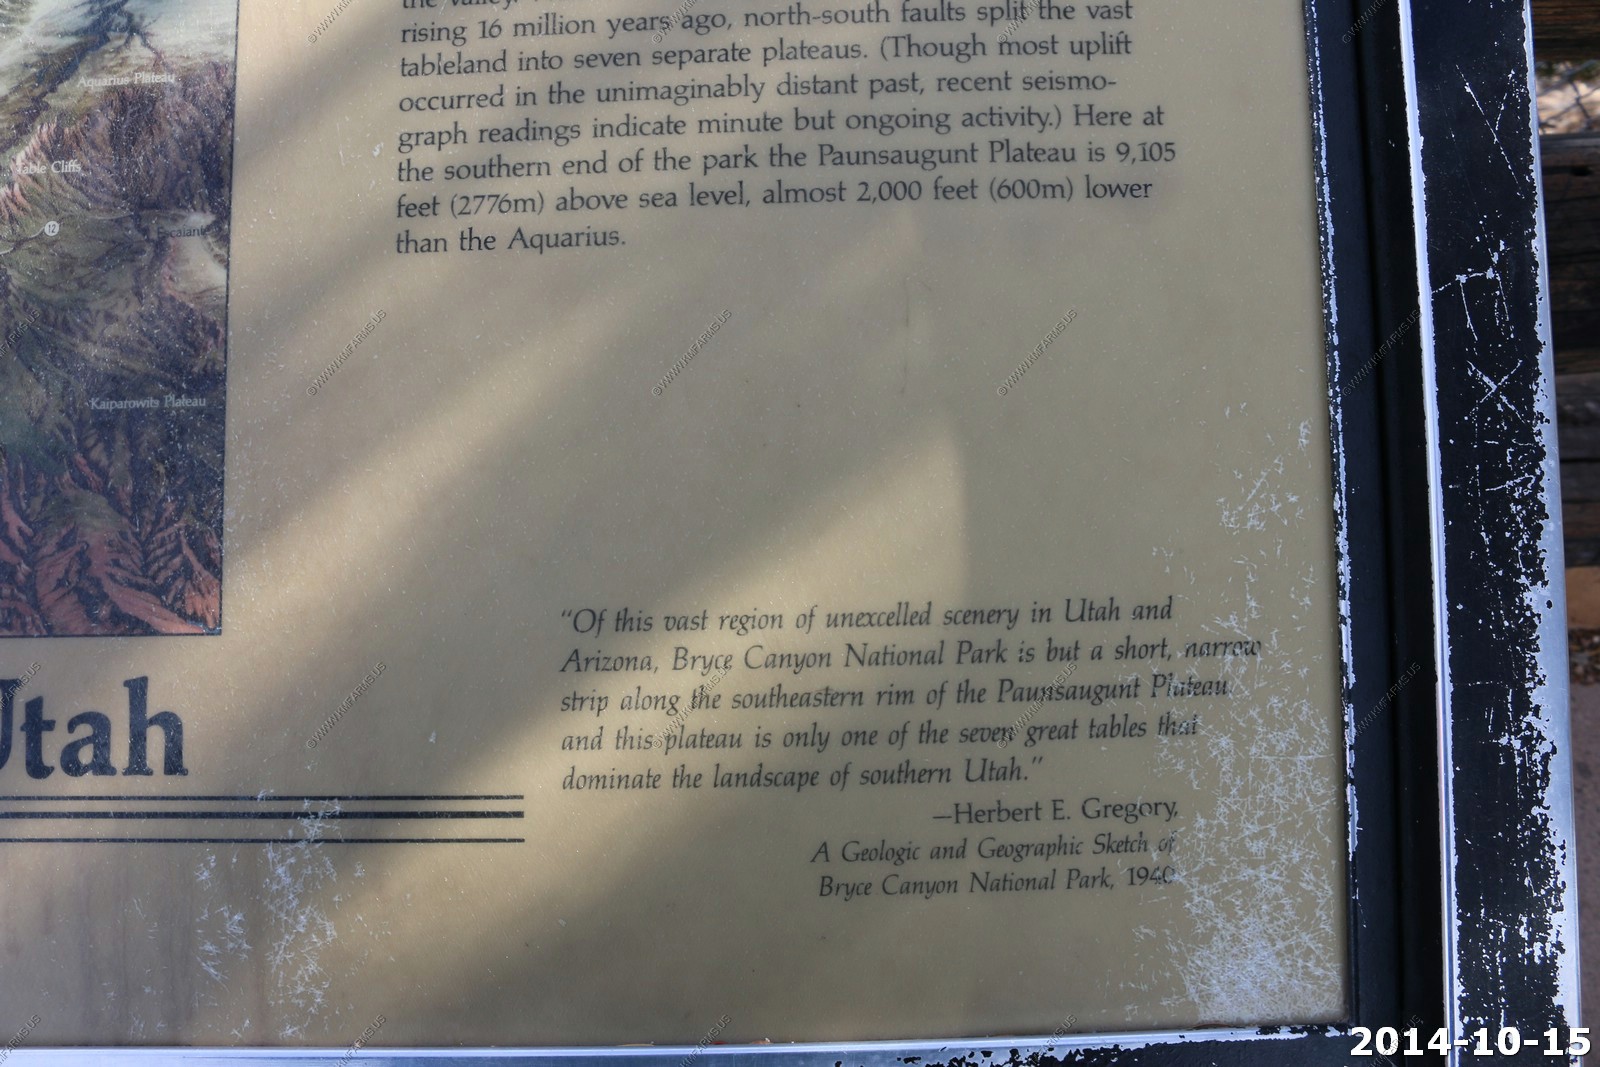 the valley.
rising 16 million years ago, north-south faults split the vast
tableland into seven separate plateaus. (Though most uplift
occurred in the unimaginably distant past, recent seismo-
graph readings indicate minute but ongoing activity.) Here at
the southern end of the park the Paunsaugunt Plateau is 9,105
feet (2776m) above sea level, almost 2,000 feet (600m) lower
than the Aquarius.
Aquarius Plateau
Table Cliffs
12
Escalante
Kaiparowits Plateau
Utah
"Of this vast region of unexcelled scenery in Utah and
Arizona, Bryce Canyon National Park is but a short, narrow
strip along the southeastern rim of the Paunsaugunt Plateau
and this plateau is only one of the seven great tables that
dominate the landscape of southern Utah."
—Herbert E. Gregory,
A Geologic and Geographic Sketch of
Bryce Canyon National Park, 1940
©WWW.KMFARMS.US
2014-10-15